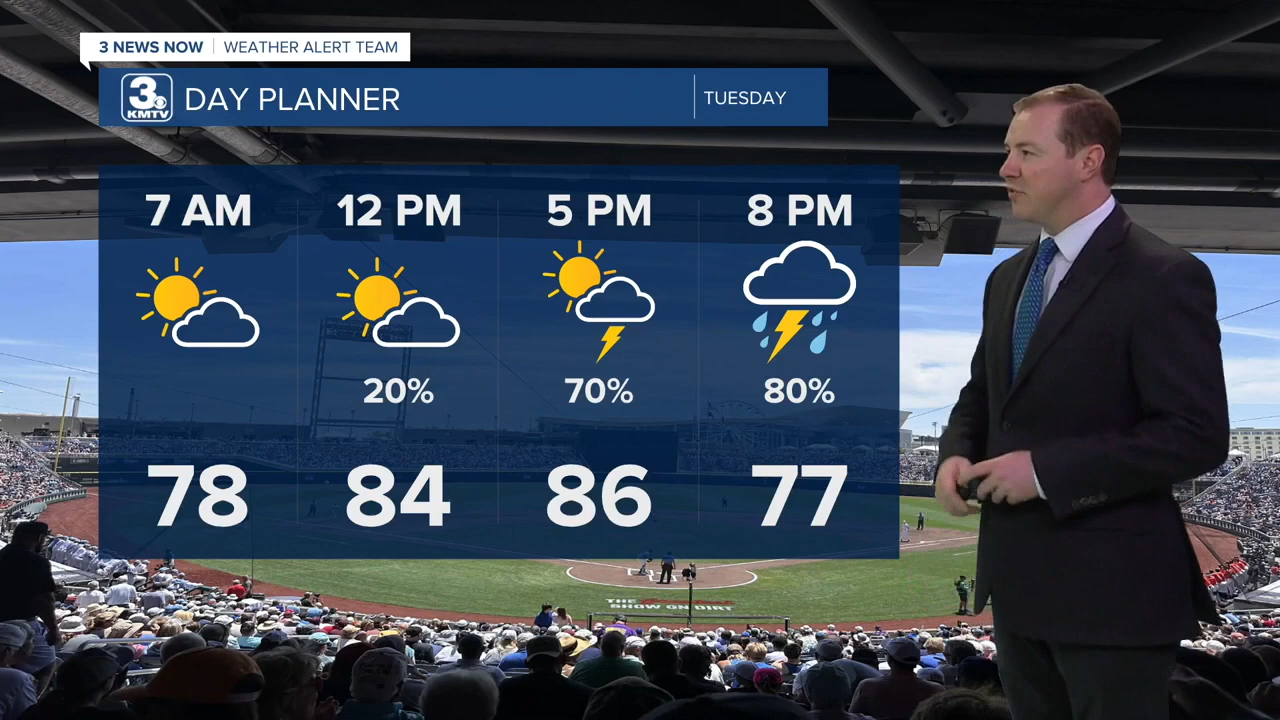 3 NEWS NOW | WEATHER ALERT TEAM
3 KMTV DAY PLANNER TUESDAY
7 AM 12 PM 5 PM 8 PM
20% 70% 80%
78 84 86 77
THE
SHOW ON DIRT